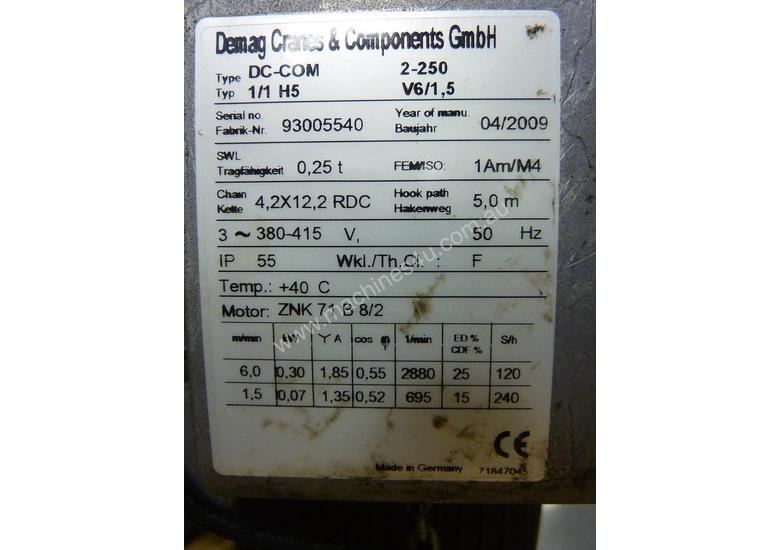 Demag Cranes & Components GmbH
Type DC-COM 2-250
Typ 1/1 H5 V6/1,5
Serial no. Year of manu.
Fabrik-Nr. 93005540 Baujahr 04/2009
SWL
Tragfähigkeit 0,25 t FEM/ISO: 1Am/M4
Chain Hook path
Kette 4,2X12,2 RDC Hakenweg 5,0 m
3 ~ 380-415 V, 50 Hz
IP 55 Wkl./Th.Cl. : F
Temp.: +40 C
Motor: ZNK 71 B 8/2
m/min kW Y A cos φ 1/min ED % CDF % S/h
6,0 0,30 1,85 0,55 2880 25 120
1,5 0,07 1,35 0,52 695 15 240
CE
Made in Germany 71847045
www.machines4u.com.au